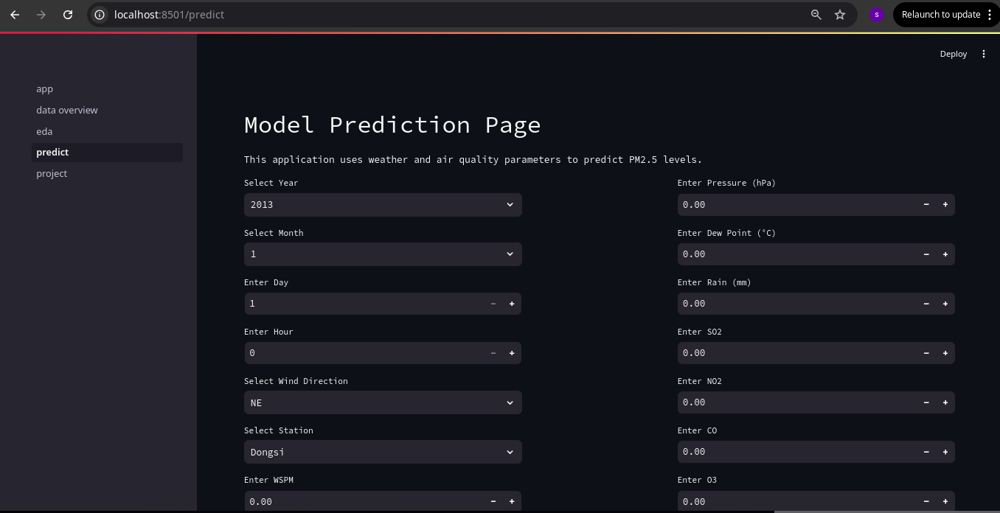 localhost:8501/predict
S
Relaunch to update
Deploy
app
data overview
eda
predict
project
Model Prediction Page
This application uses weather and air quality parameters to predict PM2.5 levels.
Select Year
2013
Select Month
1
Enter Day
1
Enter Hour
0
Select Wind Direction
NE
Select Station
Dongsi
Enter WSPM
0.00
Enter Pressure (hPa)
0.00
Enter Dew Point (°C)
0.00
Enter Rain (mm)
0.00
Enter SO2
0.00
Enter NO2
0.00
Enter CO
0.00
Enter O3
0.00